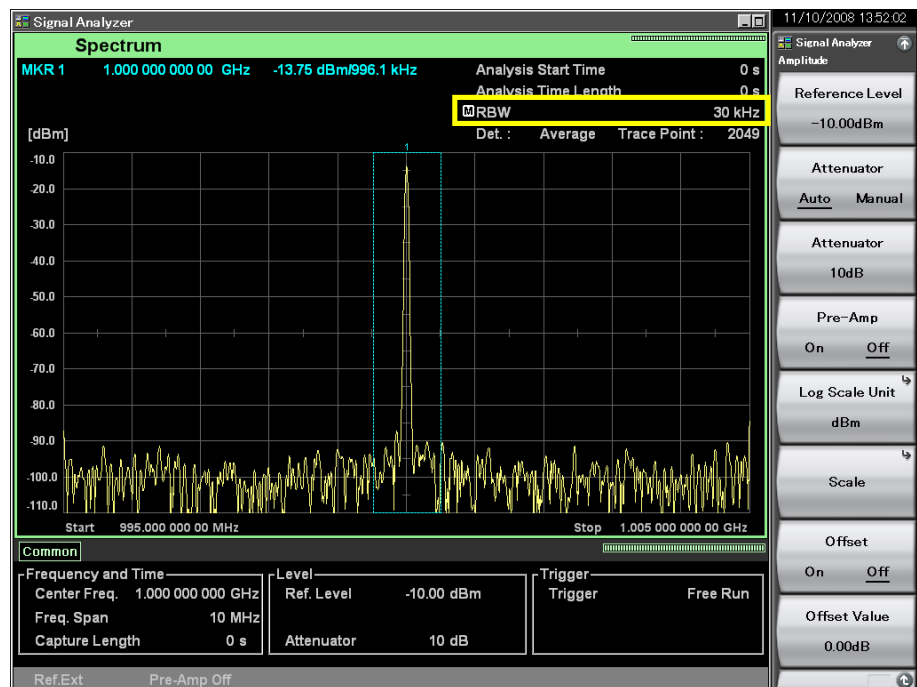 Signal Analyzer
11/10/2008 13:52:02
Spectrum
MKR 1 1.000 000 000 00 GHz -13.75 dBm/996.1 kHz
Analysis Start Time 0 s
Analysis Time Length 0 s
M RBW 30 kHz
Det. : Average Trace Point : 2049
[dBm]
1
-10.0
-20.0
-30.0
-40.0
-50.0
-60.0
-70.0
-80.0
-90.0
-100.0
-110.0
Start 995.000 000 00 MHz Stop 1.005 000 000 00 GHz
Common
Frequency and Time
Center Freq. 1.000 000 000 GHz
Freq. Span 10 MHz
Capture Length 0 s
Level
Ref. Level -10.00 dBm
Attenuator 10 dB
Trigger
Trigger Free Run
Ref.Ext Pre-Amp Off
Signal Analyzer
Amplitude
Reference Level
-10.00dBm
Attenuator
Auto Manual
Attenuator
10dB
Pre-Amp
On Off
Log Scale Unit
dBm
Scale
Offset
On Off
Offset Value
0.00dB